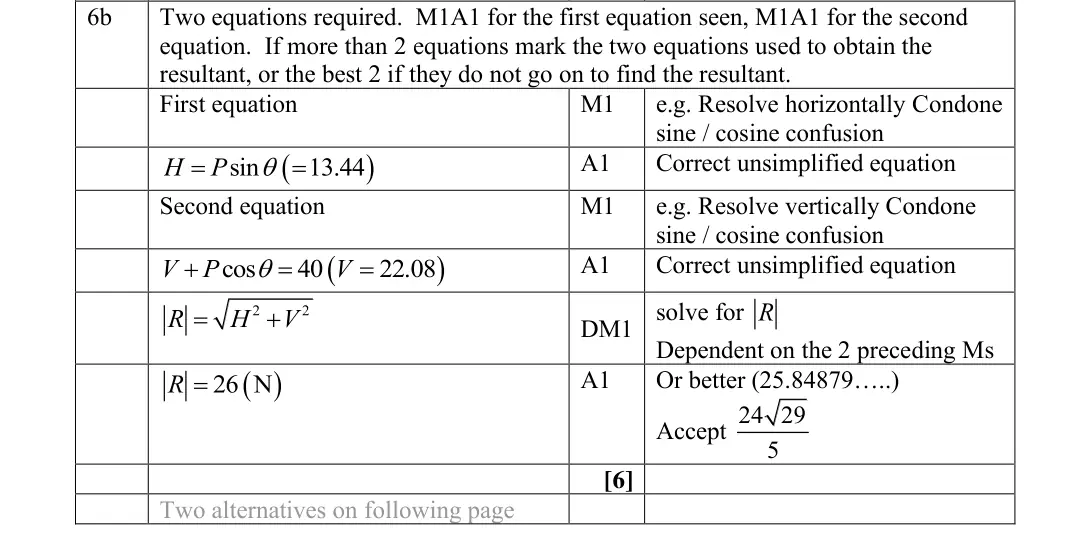 6b Two equations required. M1A1 for the first equation seen, M1A1 for the second
equation. If more than 2 equations mark the two equations used to obtain the
resultant, or the best 2 if they do not go on to find the resultant.
First equation M1 e.g. Resolve horizontally Condone
sine / cosine confusion
H = P sin θ (= 13.44) A1 Correct unsimplified equation
Second equation M1 e.g. Resolve vertically Condone
sine / cosine confusion
V + P cos θ = 40 (V = 22.08) A1 Correct unsimplified equation
|R| = √(H² + V²) DM1 solve for |R|
Dependent on the 2 preceding Ms
|R| = 26 (N) A1 Or better (25.84879…..)
Accept 24√29/5
[6]
Two alternatives on following page